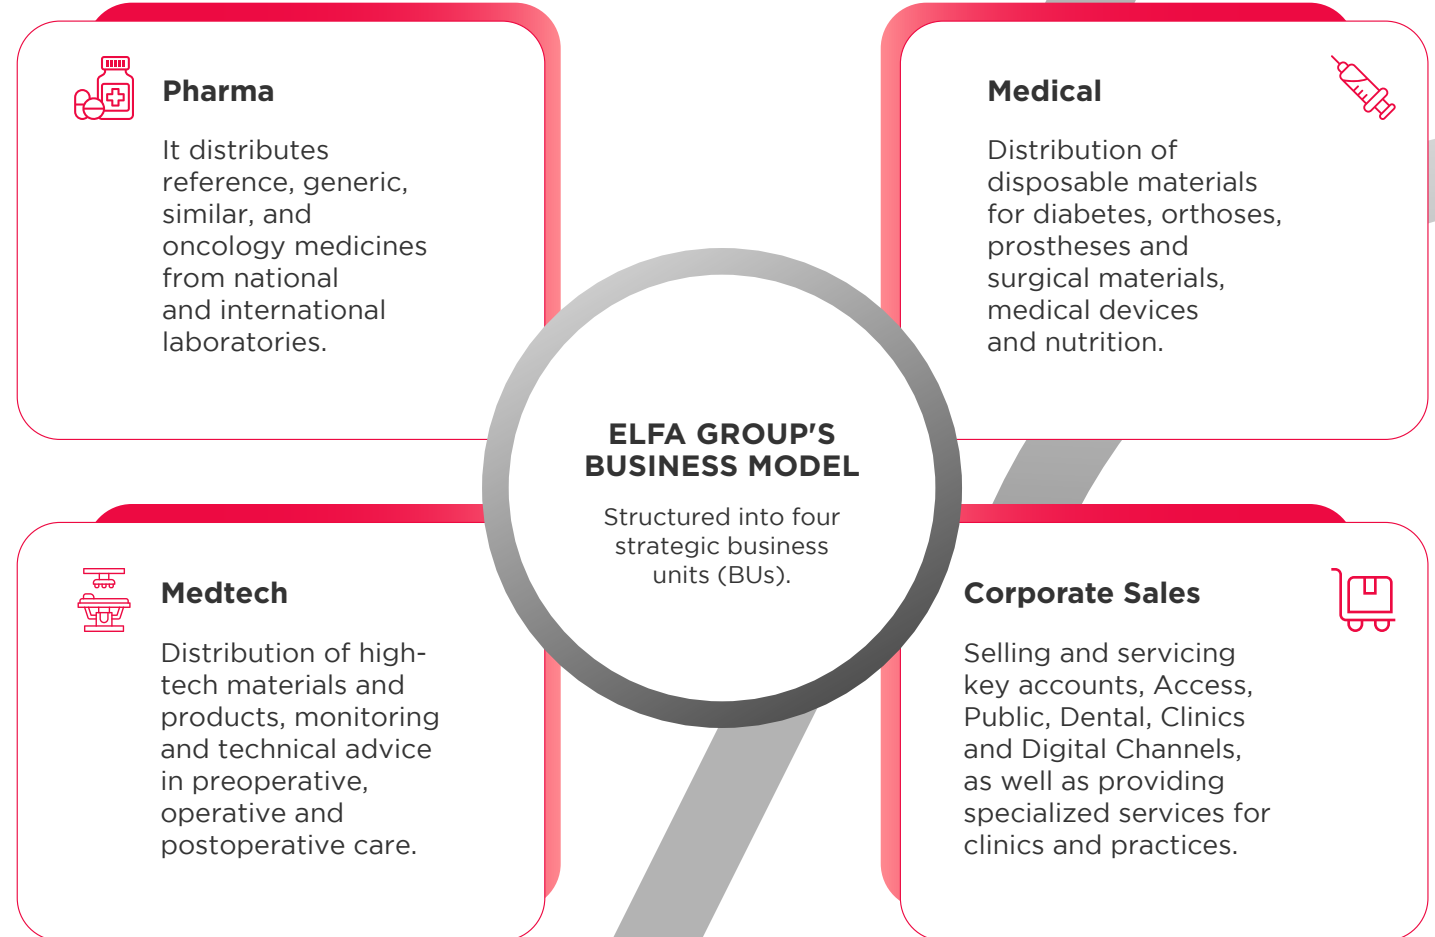 Pharma
It distributes
reference, generic,
similar, and
oncology medicines
from national
and international
laboratories.
Medical
Distribution of
disposable materials
for diabetes, orthoses,
prostheses and
surgical materials,
medical devices
and nutrition.
ELFA GROUP'S
BUSINESS MODEL
Structured into four
strategic business
units (BUs).
Medtech
Distribution of high-
tech materials and
products, monitoring
and technical advice
in preoperative,
operative and
postoperative care.
Corporate Sales
Selling and servicing
key accounts, Access,
Public, Dental, Clinics
and Digital Channels,
as well as providing
specialized services for
clinics and practices.